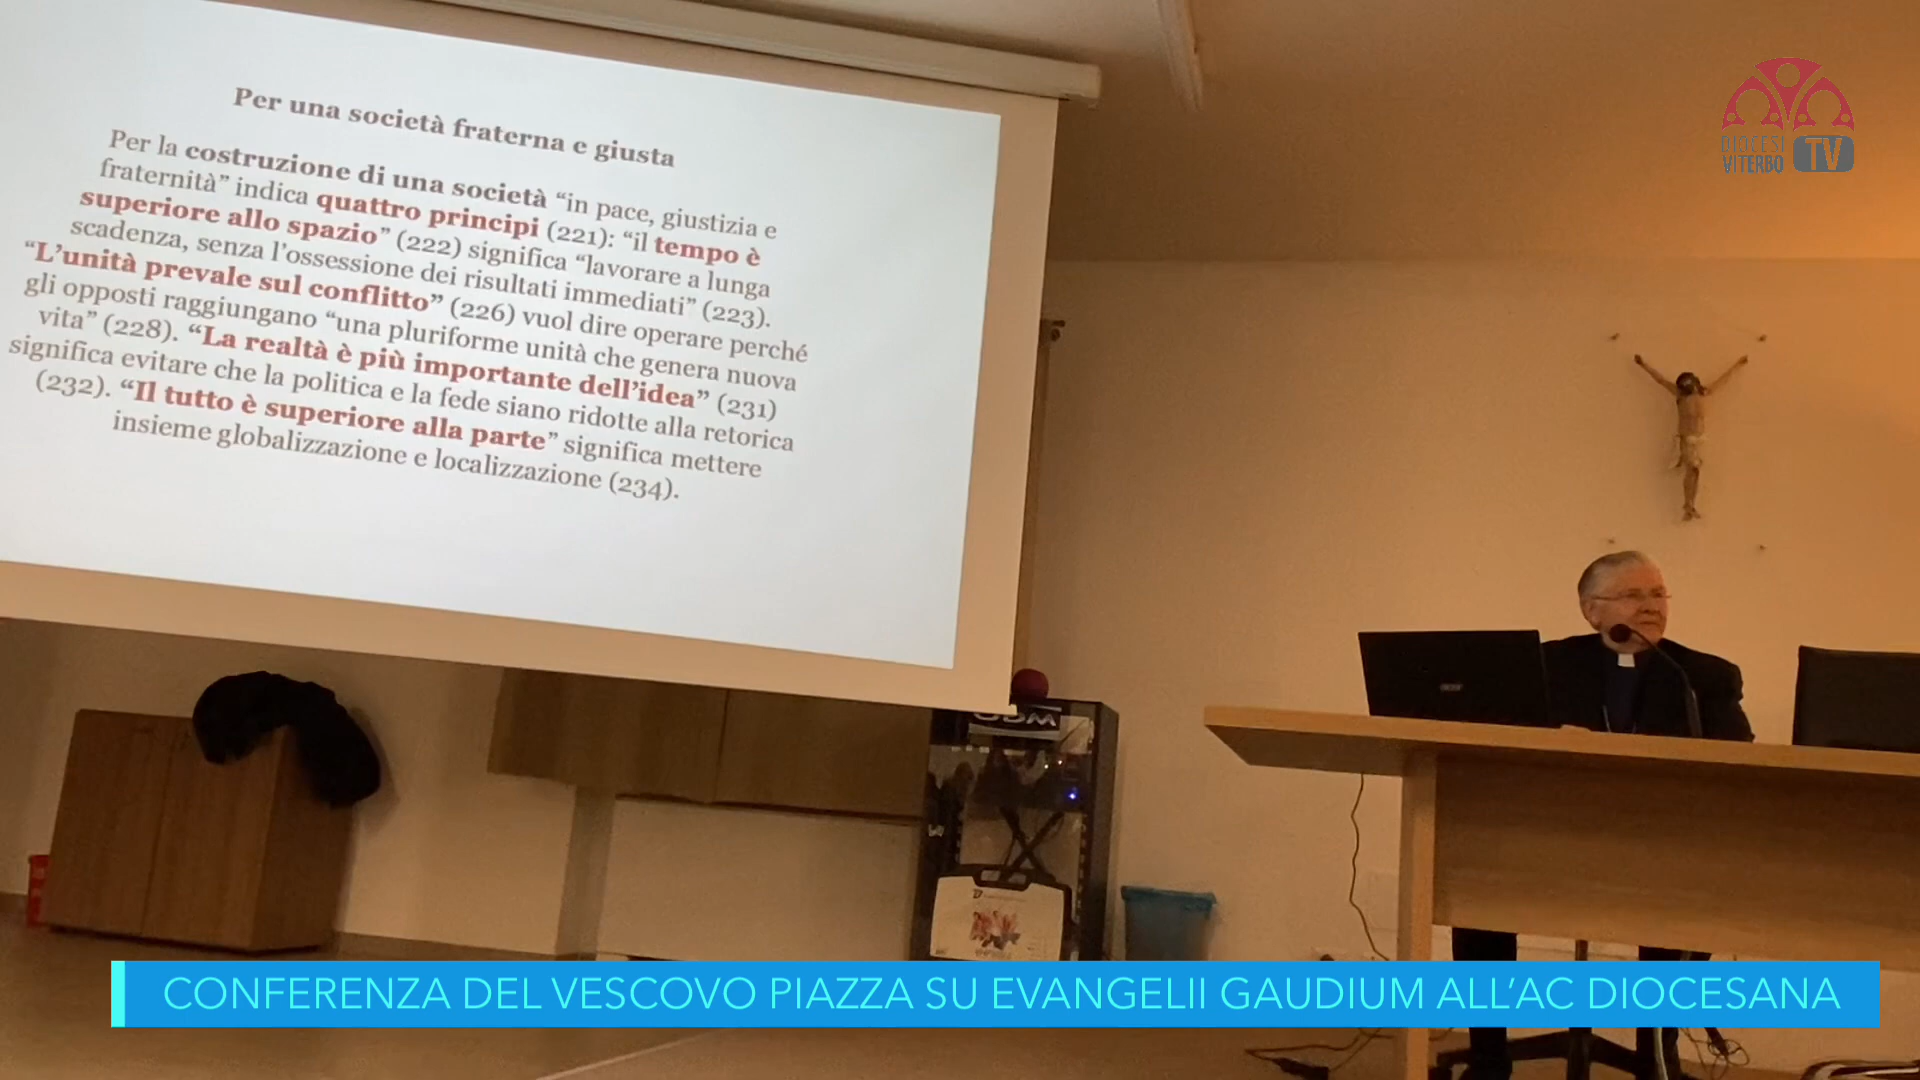 Per una società fraterna e giusta
Per la costruzione di una società “in pace, giustizia e
fraternità” indica quattro principi (221): “il tempo è
superiore allo spazio” (222) significa “lavorare a lunga
scadenza, senza l’ossessione dei risultati immediati” (223).
“L’unità prevale sul conflitto” (226) vuol dire operare perché
gli opposti raggiungano “una pluriforme unità che genera nuova
vita” (228). “La realtà è più importante dell’idea” (231)
significa evitare che la politica e la fede siano ridotte alla retorica
(232). “Il tutto è superiore alla parte” significa mettere
insieme globalizzazione e localizzazione (234).
DIOCESI
VITERBO TV
acer
CONFERENZA DEL VESCOVO PIAZZA SU EVANGELII GAUDIUM ALL’AC DIOCESANA